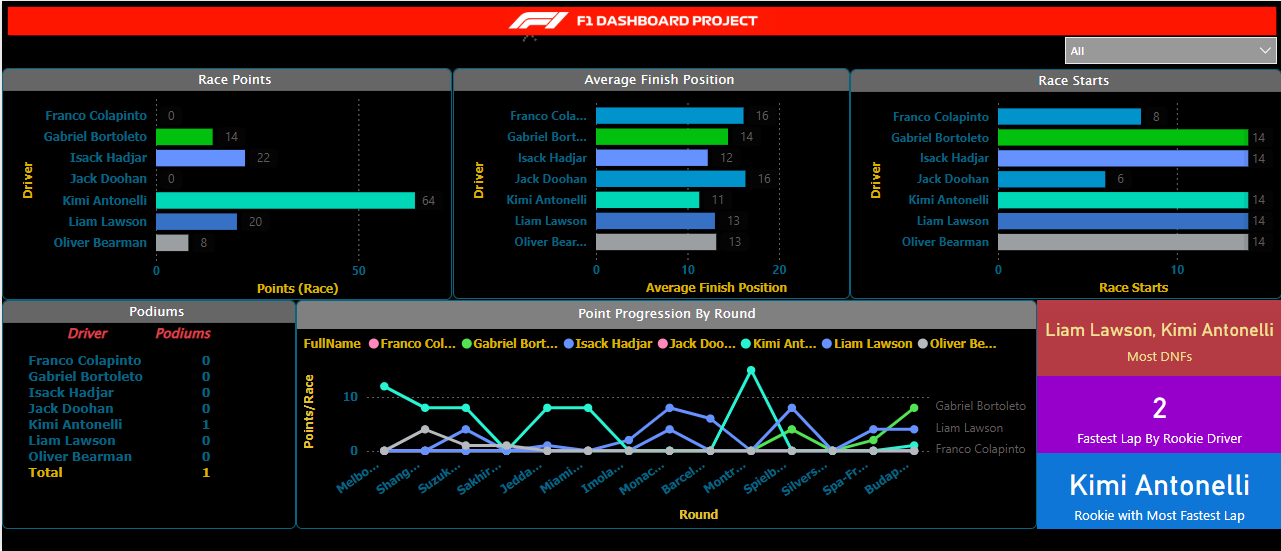 F1 DASHBOARD PROJECT
All
Race Points
Driver
Franco Colapinto 0
Gabriel Bortoleto 14
Isack Hadjar 22
Jack Doohan 0
Kimi Antonelli 64
Liam Lawson 20
Oliver Bearman 8
0 50
Points (Race)
Average Finish Position
Driver
Franco Cola... 16
Gabriel Bort... 14
Isack Hadjar 12
Jack Doohan 16
Kimi Antonelli 11
Liam Lawson 13
Oliver Bear... 13
0 10 20
Average Finish Position
Race Starts
Driver
Franco Colapinto 8
Gabriel Bortoleto 14
Isack Hadjar 14
Jack Doohan 6
Kimi Antonelli 14
Liam Lawson 14
Oliver Bearman 14
0 10
Race Starts
Podiums
Driver Podiums
Franco Colapinto 0
Gabriel Bortoleto 0
Isack Hadjar 0
Jack Doohan 0
Kimi Antonelli 1
Liam Lawson 0
Oliver Bearman 0
Total 1
Point Progression By Round
FullName Franco Col... Gabriel Bort... Isack Hadjar Jack Doo... Kimi Ant... Liam Lawson Oliver Be...
Points/Race
10
0
Gabriel Bortoleto
Liam Lawson
Franco Colapinto
Melbo... Shang... Suzuk... Sakhir... Jedda... Miami... Imola... Monac... Barcel... Montr... Spielb... Silvers... Spa-Fr... Budap...
Round
Liam Lawson, Kimi Antonelli
Most DNFs
2
Fastest Lap By Rookie Driver
Kimi Antonelli
Rookie with Most Fastest Lap